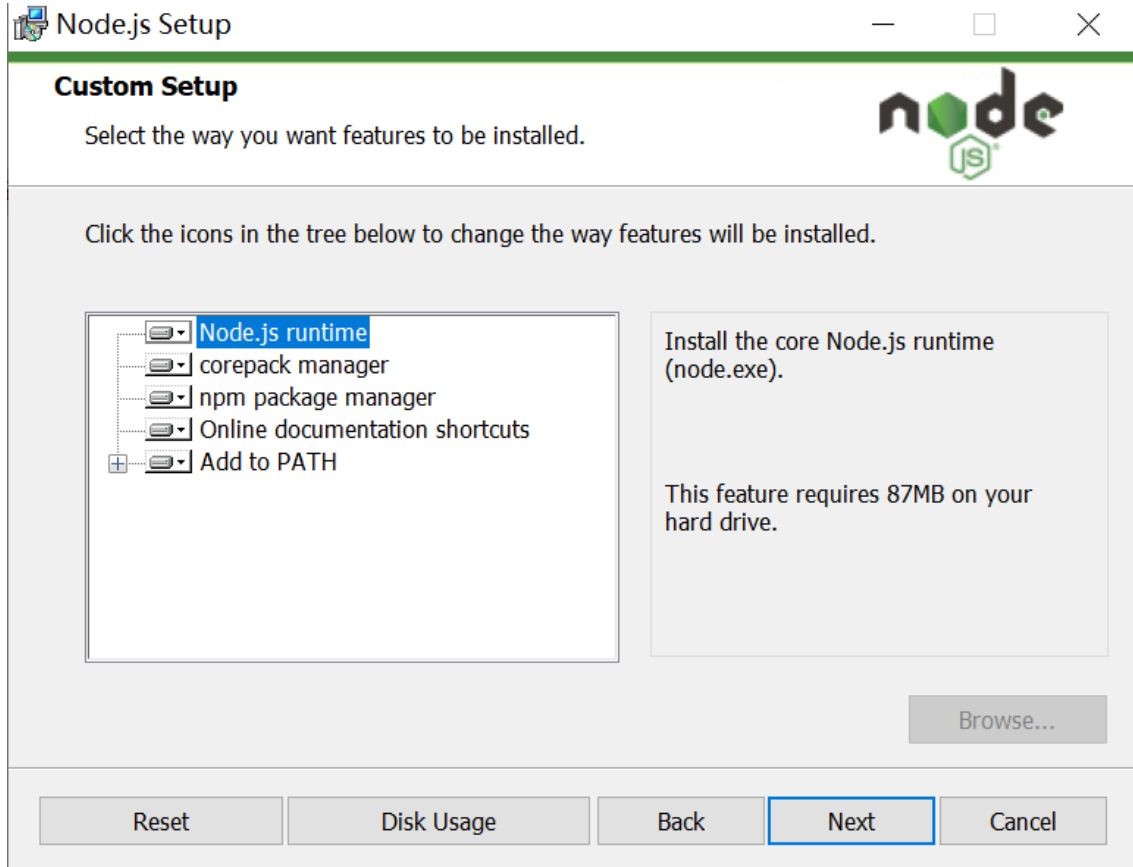 Node.js Setup
Custom Setup
Select the way you want features to be installed.
node
JS
Click the icons in the tree below to change the way features will be installed.
Node.js runtime
corepack manager
npm package manager
Online documentation shortcuts
Add to PATH
Install the core Node.js runtime
(node.exe).
This feature requires 87MB on your
hard drive.
Browse...
Reset
Disk Usage
Back
Next
Cancel